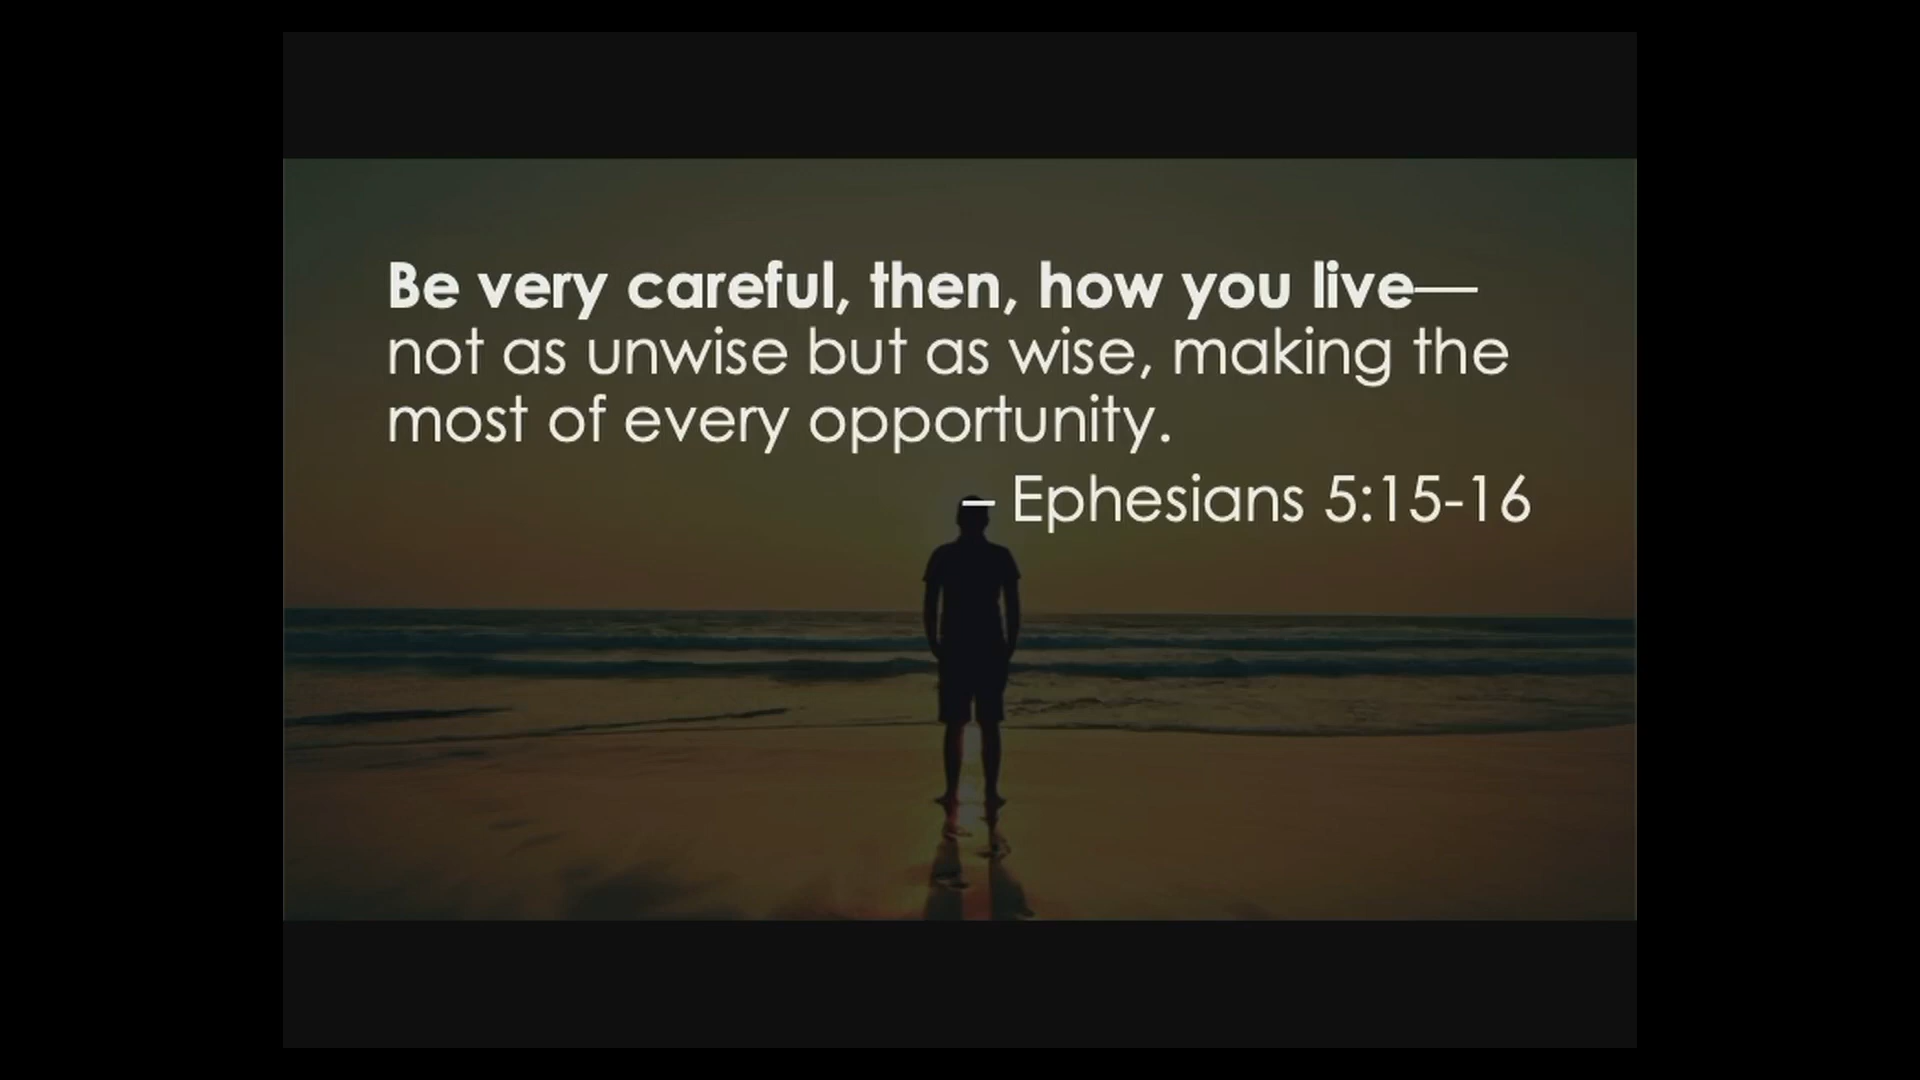 Be very careful, then, how you live—
not as unwise but as wise, making the
most of every opportunity.
– Ephesians 5:15-16